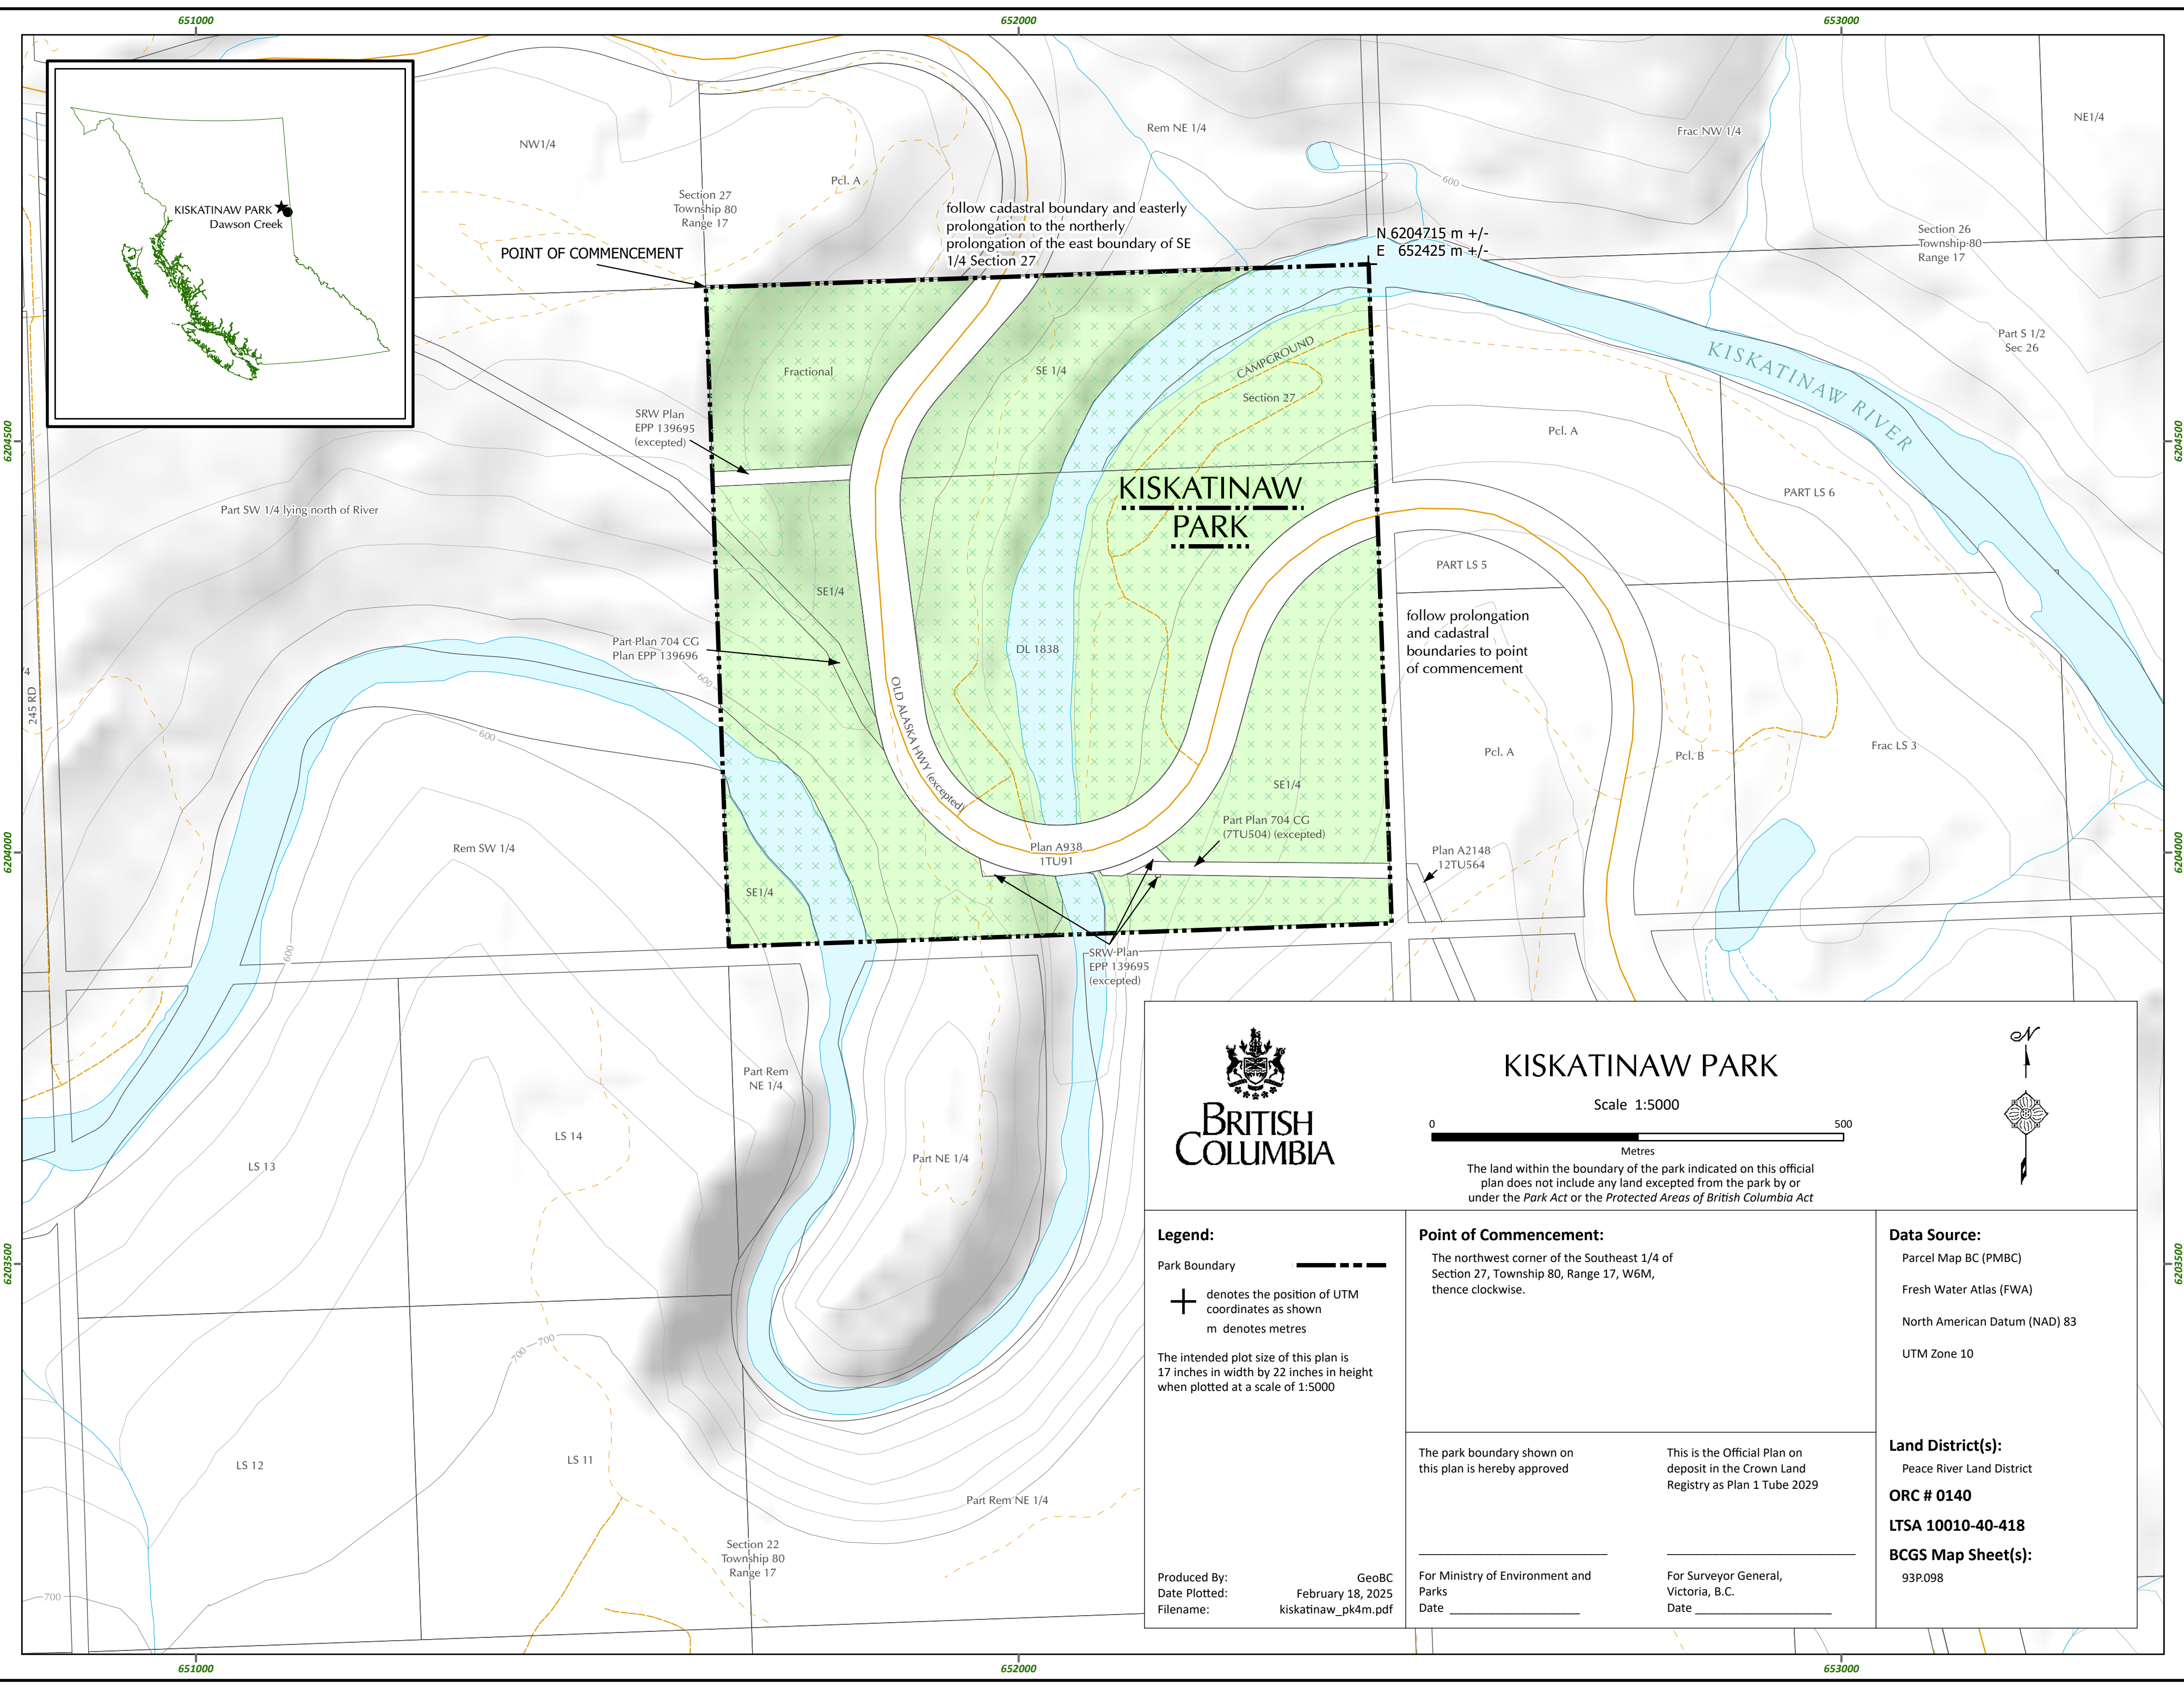 651000
652000
653000
KISKATINAW PARK
Dawson Creek
NW1/4
Pcl. A
Section 27
Township 80
Range 17
POINT OF COMMENCEMENT
follow cadastral boundary and easterly
prolongation to the northerly
prolongation of the east boundary of SE
1/4 Section 27
Rem NE 1/4
Frac NW 1/4
NE1/4
600
N 6204715 m +/-
E 652425 m +/-
Section 26
Township 80
Range 17
Part S 1/2
Sec 26
KISKATINAW RIVER
6204500
6204500
Fractional
SE 1/4
CAMPGROUND
Section 27
SRW Plan
EPP 139695
(excepted)
Pcl. A
PART LS 6
KISKATINAW
PARK
Part SW 1/4 lying north of River
PART LS 5
SE1/4
follow prolongation
and cadastral
boundaries to point
of commencement
Part Plan 704 CG
Plan EPP 139696
DL 1838
600
/4
245 RD
600
OLD ALASKA HWY (excepted)
Pcl. A
Pcl. B
Frac LS 3
SE1/4
Part Plan 704 CG
(7TU504) (excepted)
6204000
6204000
Rem SW 1/4
Plan A938
1TU91
Plan A2148
12TU564
SE1/4
600
SRW Plan
EPP 139695
(excepted)
Part Rem
NE 1/4
LS 14
LS 13
Part NE 1/4
6203500
6203500
700
700
LS 12
LS 11
Part Rem NE 1/4
Section 22
Township 80
Range 17
700
BRITISH
COLUMBIA
KISKATINAW PARK
Scale 1:5000
0
500
Metres
The land within the boundary of the park indicated on this official
plan does not include any land excepted from the park by or
under the Park Act or the Protected Areas of British Columbia Act
N
Legend:
Park Boundary
denotes the position of UTM
coordinates as shown
m denotes metres
The intended plot size of this plan is
17 inches in width by 22 inches in height
when plotted at a scale of 1:5000
Produced By: GeoBC
Date Plotted: February 18, 2025
Filename: kiskatinaw_pk4m.pdf
Point of Commencement:
The northwest corner of the Southeast 1/4 of
Section 27, Township 80, Range 17, W6M,
thence clockwise.
The park boundary shown on
this plan is hereby approved
For Ministry of Environment and
Parks
Date
This is the Official Plan on
deposit in the Crown Land
Registry as Plan 1 Tube 2029
For Surveyor General,
Victoria, B.C.
Date
Data Source:
Parcel Map BC (PMBC)
Fresh Water Atlas (FWA)
North American Datum (NAD) 83
UTM Zone 10
Land District(s):
Peace River Land District
ORC # 0140
LTSA 10010-40-418
BCGS Map Sheet(s):
93P.098
651000
652000
653000